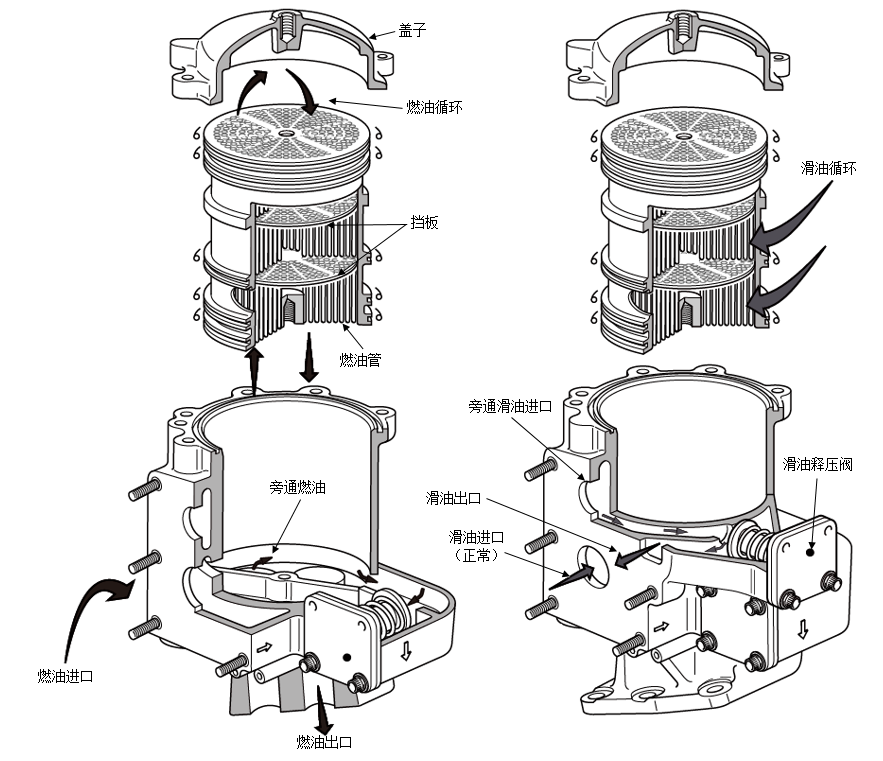 盖子
燃油循环
挡板
燃油管
旁通燃油
燃油进口
燃油出口
滑油循环
旁通滑油进口
滑油释压阀
滑油出口
滑油进口
（正常）